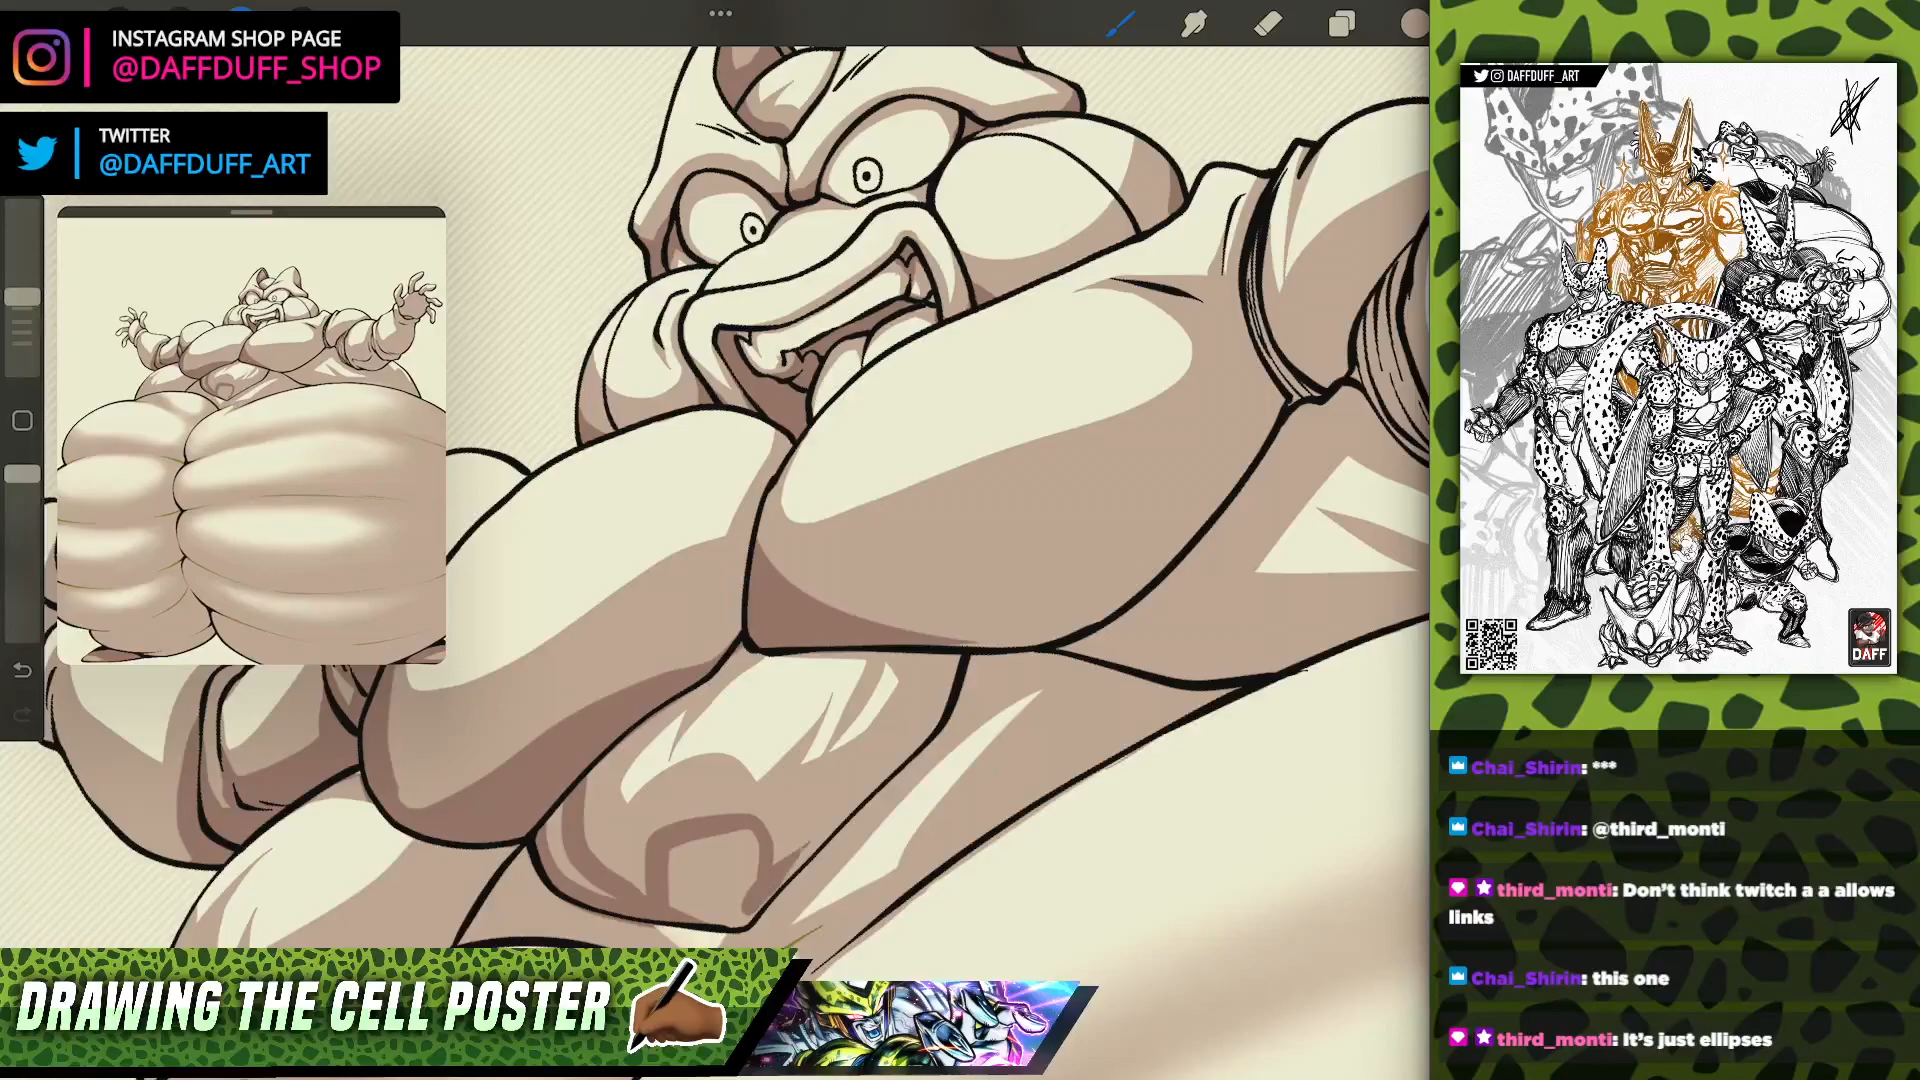 INSTAGRAM SHOP PAGE
@DAFFDUFF_SHOP
TWITTER
@DAFFDUFF_ART
DAFFDUFF_ART
DAFF
Chai_Shirin: ***
Chai_Shirin: @third_monti
third_monti: Don't think twitch a a allows
links
Chai_Shirin: this one
third_monti: It's just ellipses
DRAWING THE CELL POSTER